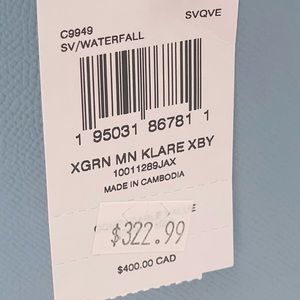 C9949 SVQVE
SV/WATERFALL
1 95031 86781 1
XGRN MN KLARE XBY
10011289JAX
MADE IN CAMBODIA
$322.99
$400.00 CAD